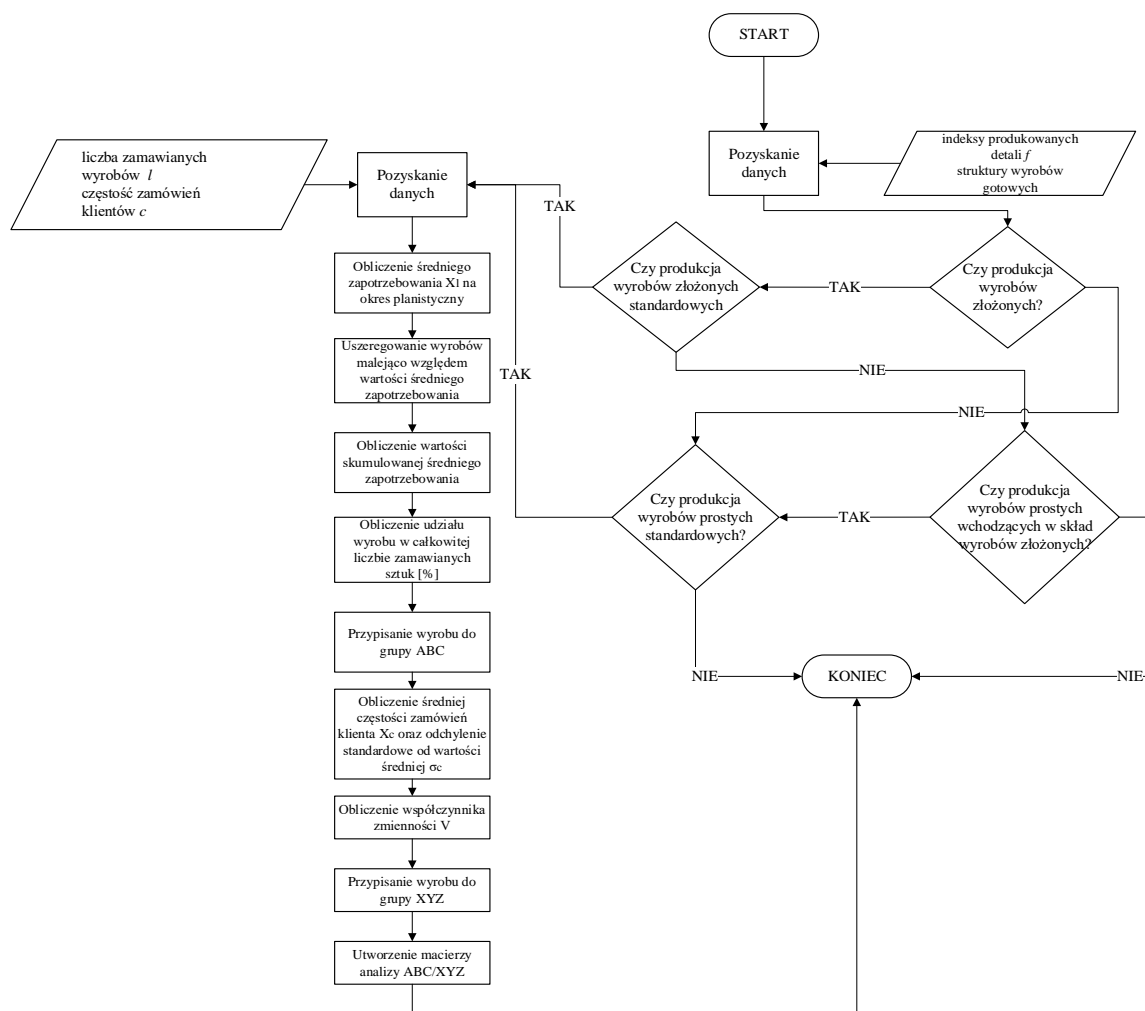 START
indeksy produkowanych
detali f
struktury wyrobów
gotowych
Pozyskanie
danych
liczba zamawianych
wyrobów l
częstość zamówień
klientów c
Pozyskanie
danych
TAK
Czy produkcja
wyrobów złożonych
standardowych
TAK
Czy produkcja
wyrobów
złożonych?
Obliczenie średniego
zapotrzebowania Xl na
okres planistyczny
Uszeregowanie wyrobów
malejąco względem
wartości średniego
zapotrzebowania
TAK
NIE
NIE
Obliczenie wartości
skumulowanej średniego
zapotrzebowania
Czy produkcja
wyrobów prostych
standardowych?
TAK
Czy produkcja
wyrobów prostych
wchodzących w skład
wyrobów złożonych?
Obliczenie udziału
wyrobu w całkowitej
liczbie zamawianych
sztuk [%]
Przypisanie wyrobu do
grupy ABC
NIE
KONIEC
NIE
Obliczenie średniej
częstości zamówień
klienta Xc oraz odchylenie
standardowe od wartości
średniej σc
Obliczenie współczynnika
zmienności V
Przypisanie wyrobu do
grupy XYZ
Utworzenie macierzy
analizy ABC/XYZ